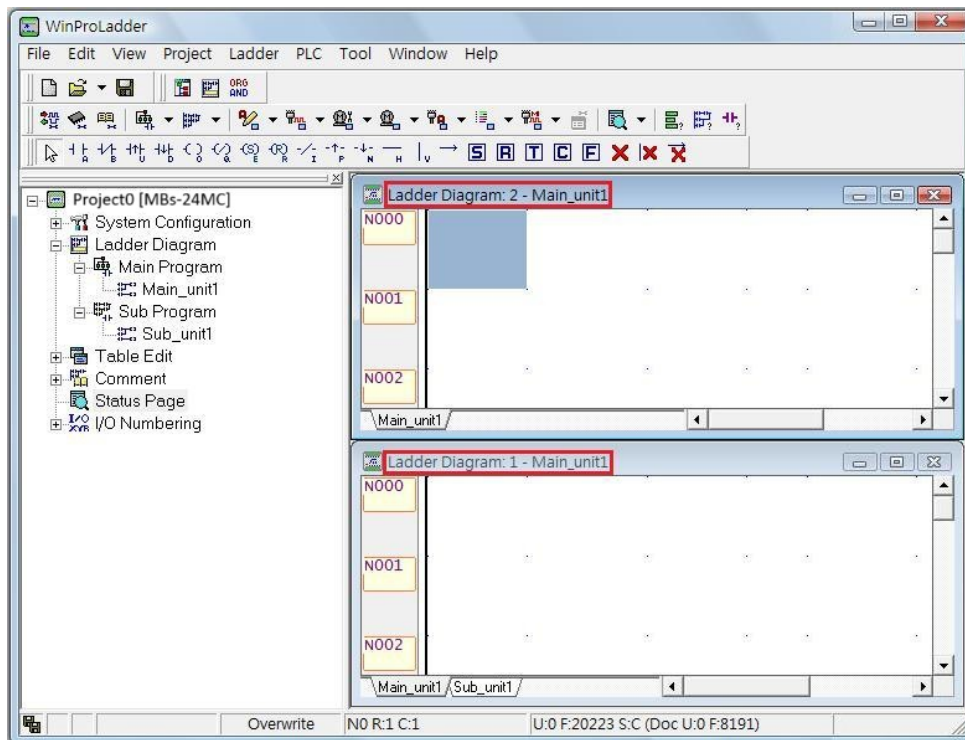 WinProLadder
File Edit View Project Ladder PLC Tool Window Help
ORG
AND
A B U D O Q E R I P N H V S R T C F
Project0 [MBs-24MC]
System Configuration
Ladder Diagram
Main Program
Main_unit1
Sub Program
Sub_unit1
Table Edit
Comment
Status Page
I/O Numbering
Ladder Diagram: 2 - Main_unit1
N000
N001
N002
Main_unit1
Ladder Diagram: 1 - Main_unit1
N000
N001
N002
Main_unit1 Sub_unit1
Overwrite N0 R:1 C:1 U:0 F:20223 S:C (Doc U:0 F:8191)